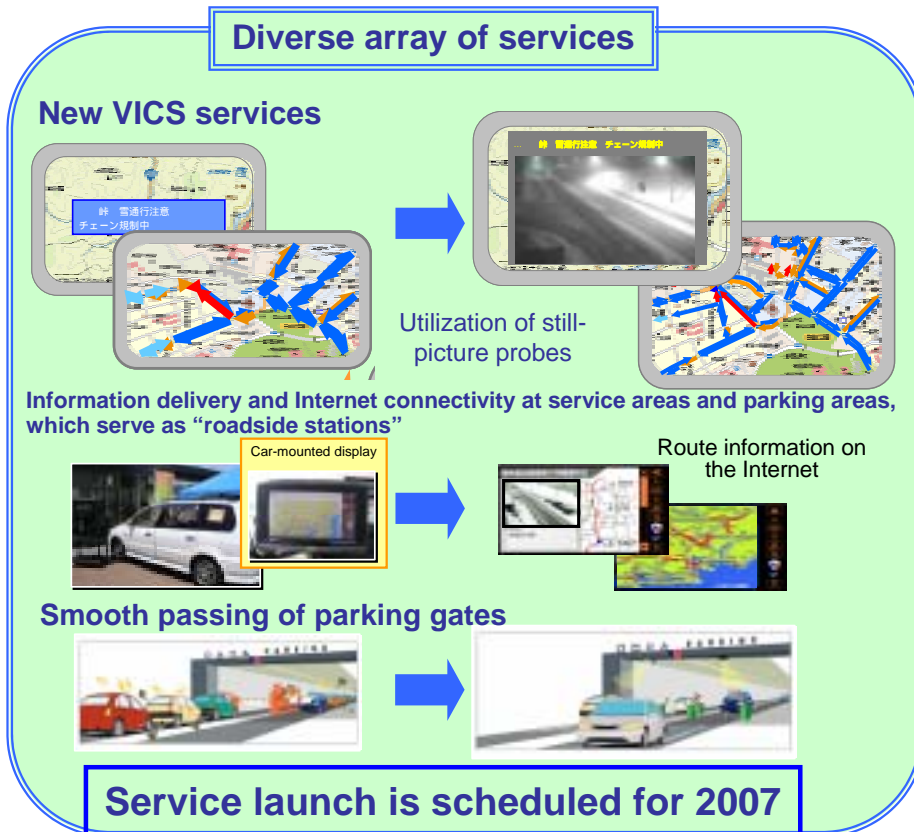 Diverse array of services
New VICS services
峠 雪通行注意
チェーン規制中
... 峠 雪通行注意 チェーン規制中
Utilization of still-
picture probes
Information delivery and Internet connectivity at service areas and parking areas,
which serve as “roadside stations”
Car-mounted display
Route information on
the Internet
Smooth passing of parking gates
PARKING
PARKING
Service launch is scheduled for 2007